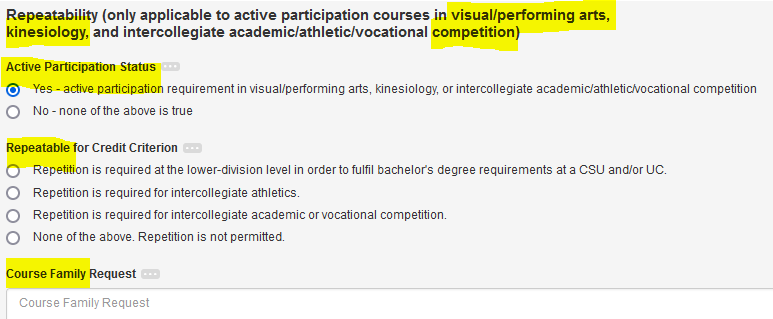 Repeatability (only applicable to active participation courses in visual/performing arts,
kinesiology, and intercollegiate academic/athletic/vocational competition)
Active Participation Status
Yes - active participation requirement in visual/performing arts, kinesiology, or intercollegiate academic/athletic/vocational competition
No - none of the above is true
Repeatable for Credit Criterion
Repetition is required at the lower-division level in order to fulfil bachelor's degree requirements at a CSU and/or UC.
Repetition is required for intercollegiate athletics.
Repetition is required for intercollegiate academic or vocational competition.
None of the above. Repetition is not permitted.
Course Family Request
Course Family Request